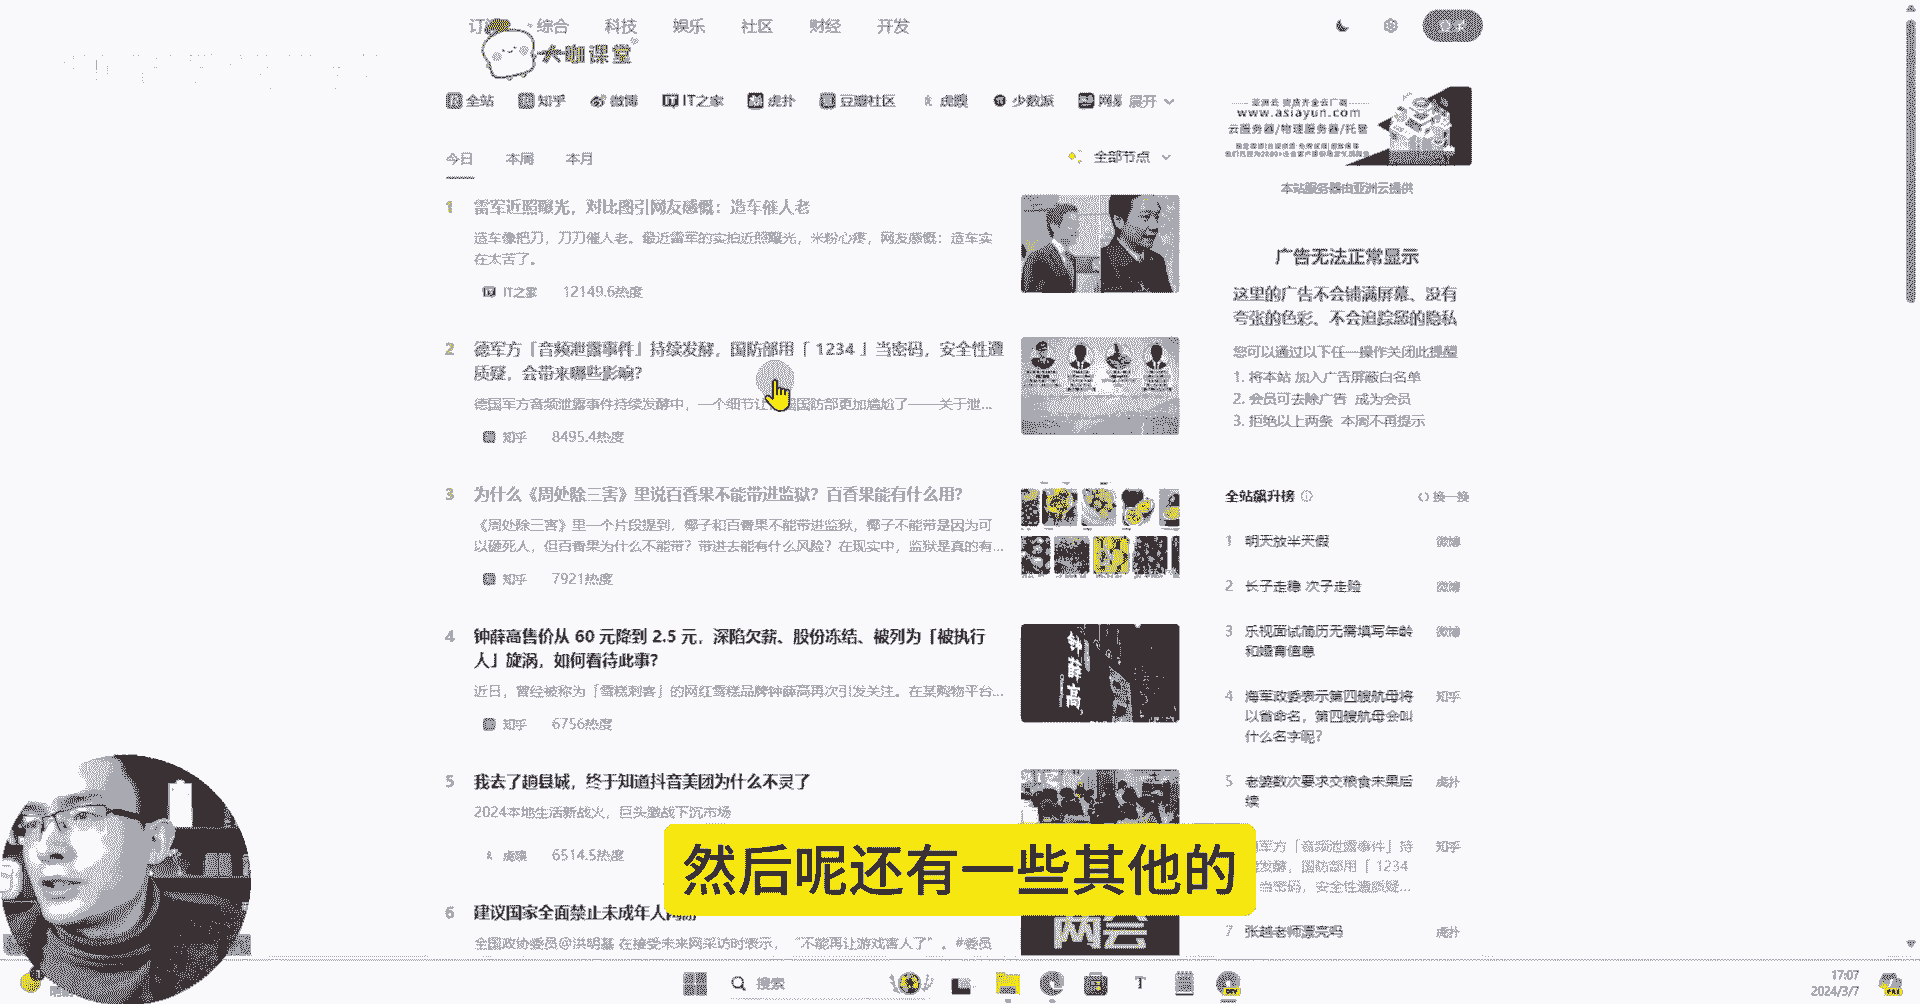 综合
科技
娱乐
社区
财经
开发
大咖课堂
全站
知乎
微博
IT之家
虎扑
豆瓣社区
虎嗅
少数派
展开
www.asiayun.com
云服务器/物理服务器/托管
本站服务器由亚洲云提供
今日
本周
本月
全部节点
1
雷军近照曝光，对比图引网友感慨：造车催人老
造车像把刀，刀刀催人老。最近雷军的实拍近照曝光，米粉心疼，网友感慨：造车实
在太苦了。
IT之家
12149.6热度
2
德军方「音频泄露事件」持续发酵，国防部用「 1234 」当密码，安全性遭
质疑，会带来哪些影响？
德国军方音频泄露事件持续发酵中，一个细节让 国国防部更加尴尬了——关于泄...
知乎
8495.4热度
3
为什么《周处除三害》里说百香果不能带进监狱？百香果能有什么用？
《周处除三害》里一个片段提到，椰子和百香果不能带进监狱，椰子不能带是因为可
以砸死人，但百香果为什么不能带？带进去能有什么风险？在现实中，监狱是真的有...
知乎
7921热度
4
钟薛高售价从 60 元降到 2.5 元，深陷欠薪、股份冻结、被列为「被执行
人」旋涡，如何看待此事？
近日，曾经被称为「雪糕刺客」的网红雪糕品牌钟薛高再次引发关注。在某购物平台...
知乎
6756热度
钟薛高
5
我去了趟县城，终于知道抖音美团为什么不灵了
2024本地生活新战火，巨头激战下沉市场
虎嗅
6514.5热度
6
建议国家全面禁止未成年人网游
全国政协委员@洪明基 在接受未来网采访时表示，“不能再让游戏害人了”。#委员
广告无法正常显示
这里的广告不会铺满屏幕、没有
夸张的色彩、不会追踪您的隐私
您可以通过以下任一操作关闭此提醒
1. 将本站 加入广告屏蔽白名单
2. 会员可去除广告 成为会员
3. 拒绝以上两条 本周不再提示
全站飙升榜
换一换
1 明天放半天假 微博
2 长子走稳 次子走险 微博
3 乐视面试简历无需填写年龄 微博
和婚育信息
4 海军政委表示第四艘航母将 知乎
以省命名，第四艘航母会叫
什么名字呢？
5 老婆数次要求交粮食未果后 虎扑
续
军方「音频泄露事件」持 知乎
发酵，国防部用「 1234
当密码，安全性遭质疑...
7 张越老师漂亮吗 虎扑
然后呢还有一些其他的
搜索
17:07
2024/3/7